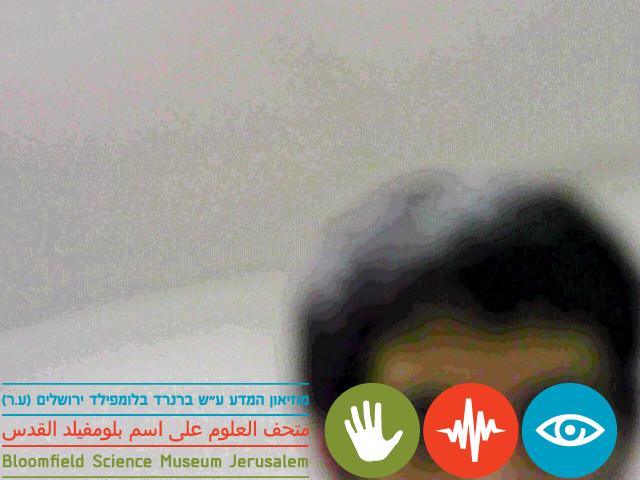 מוזיאון המדע ע״ש ברנרד בלומפילד ירושלים (ע.ר)
متحف العلوم على اسم بلومفيلد القدس
Bloomfield Science Museum Jerusalem